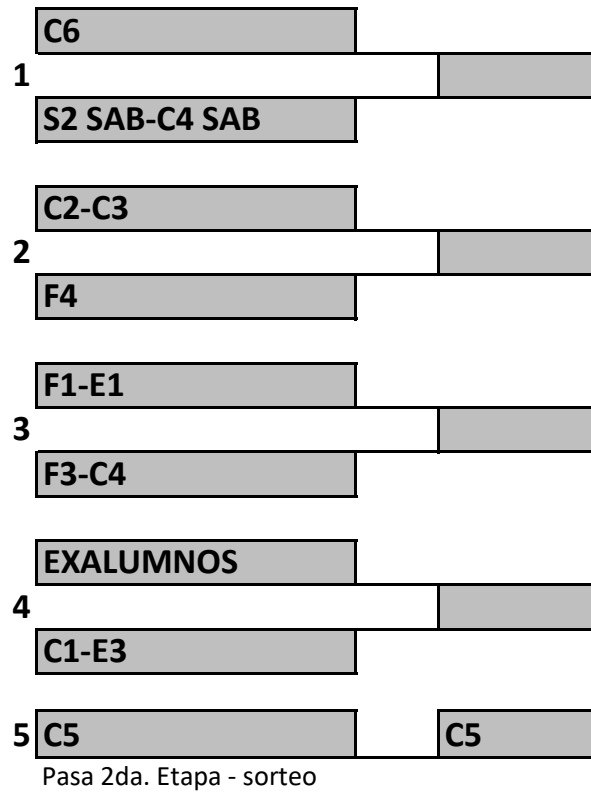 C6
1
S2 SAB-C4 SAB
C2-C3
2
F4
F1-E1
3
F3-C4
EXALUMNOS
4
C1-E3
5 C5 C5
Pasa 2da. Etapa - sorteo